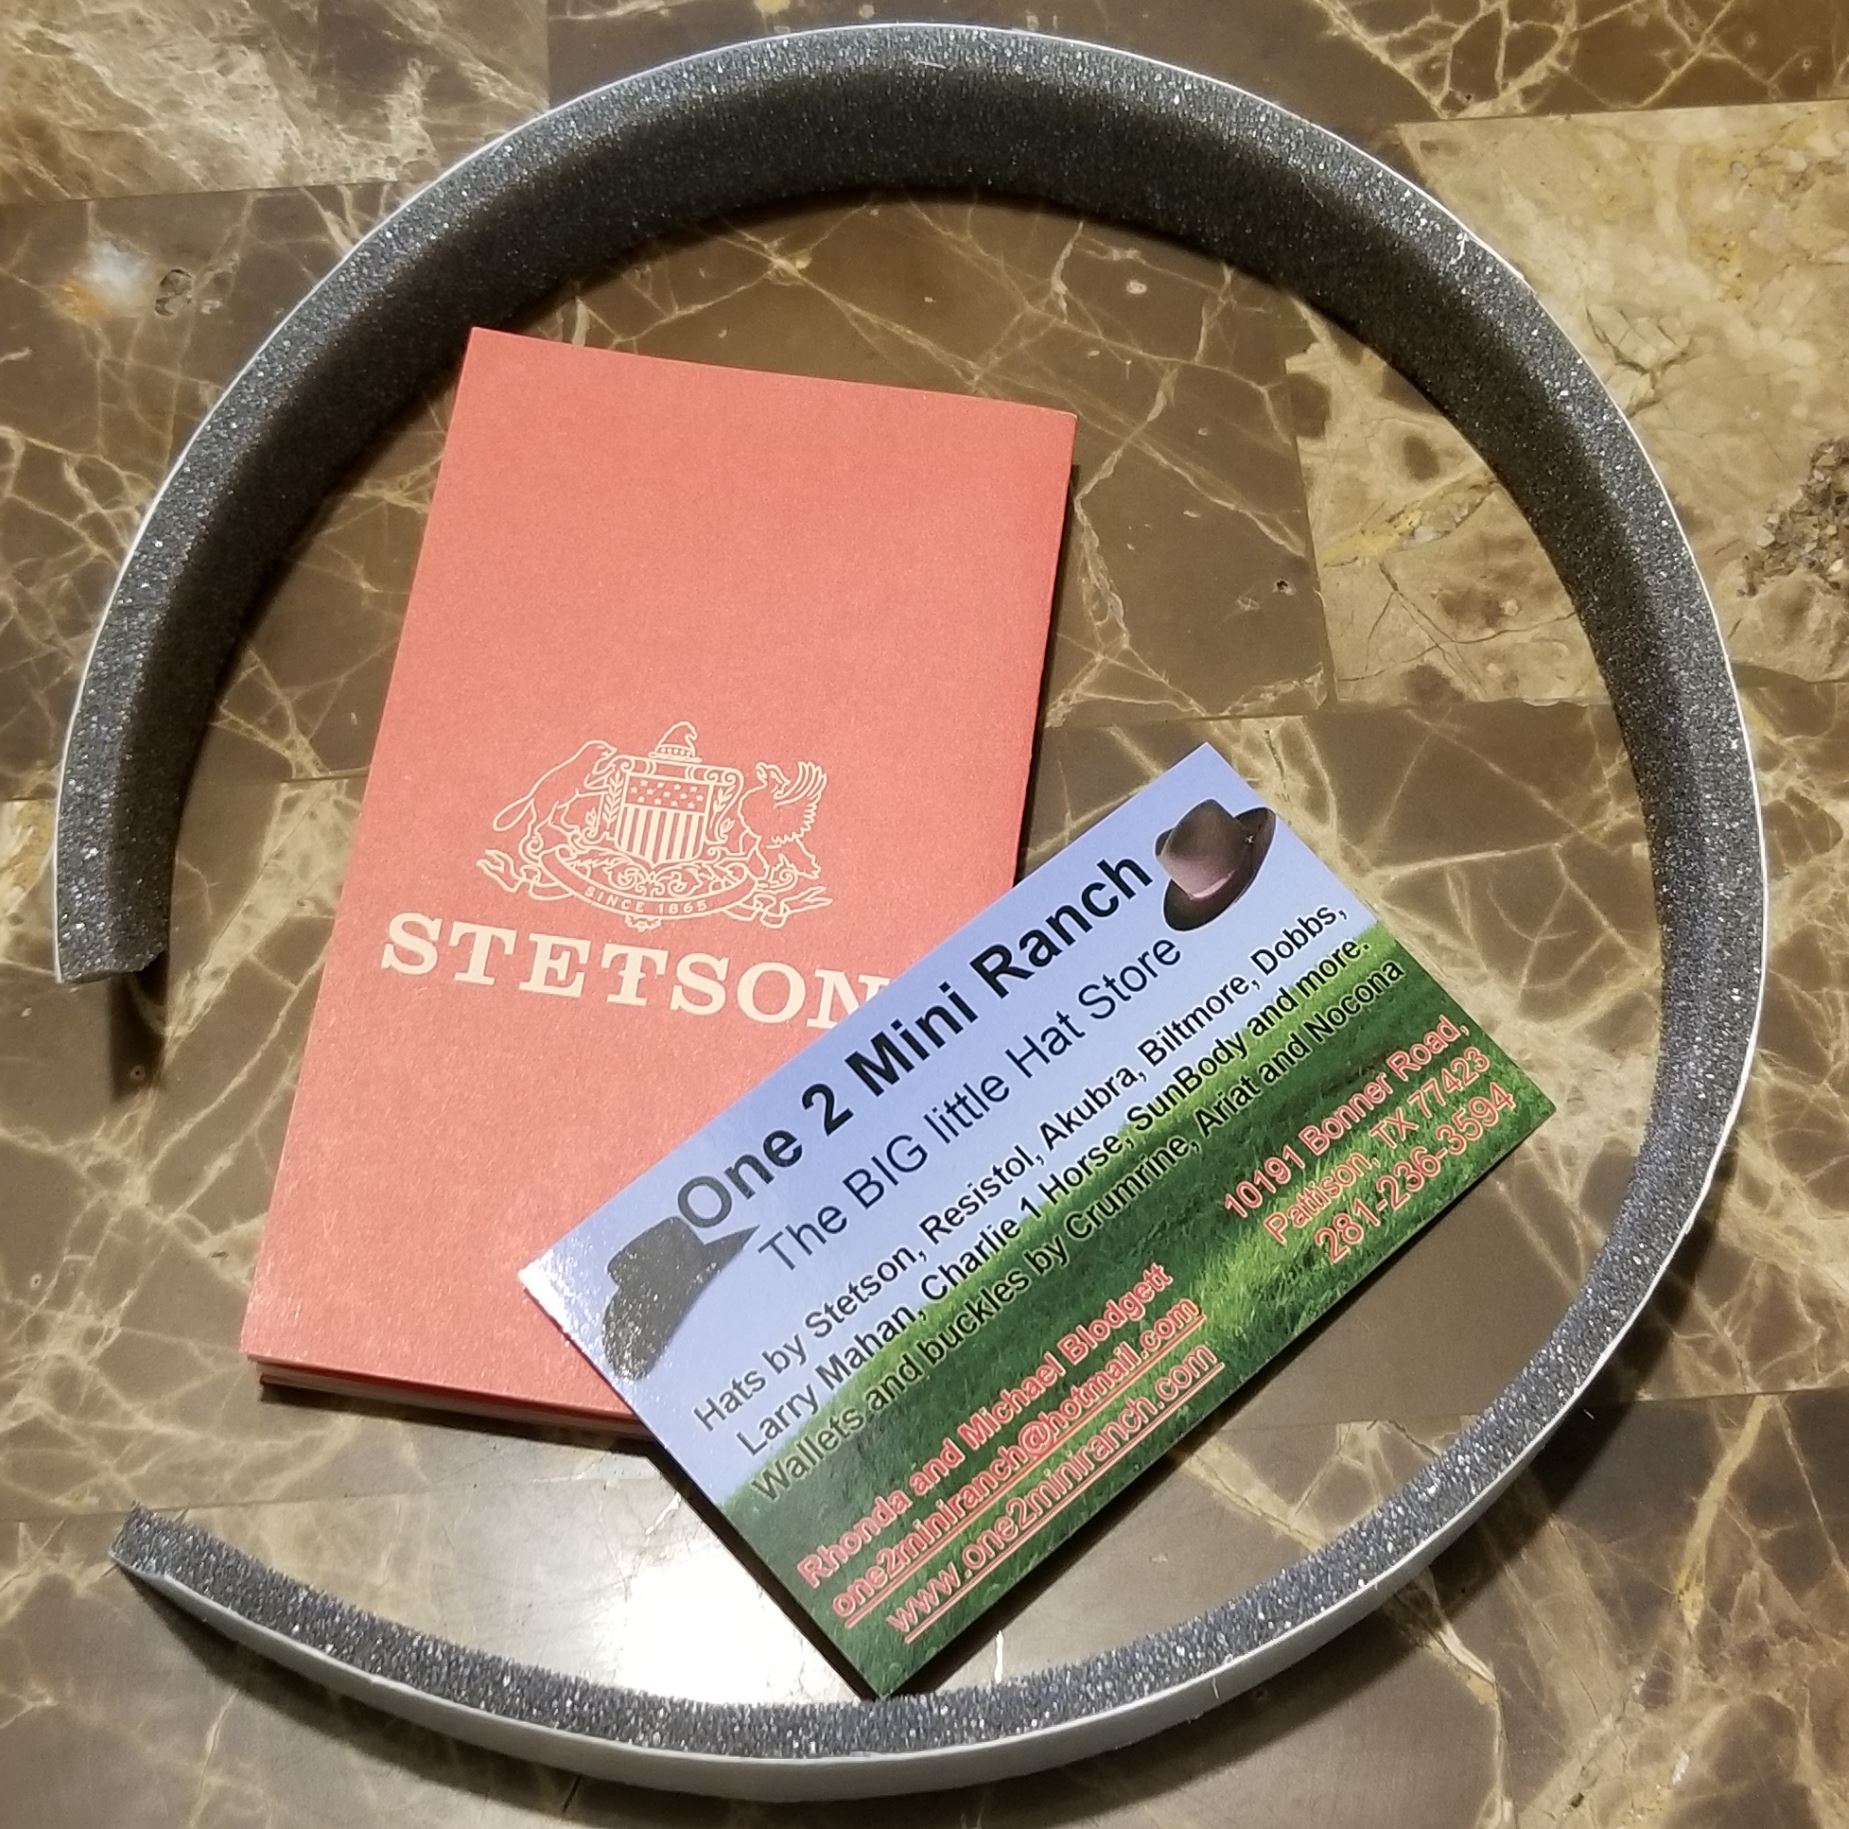 SINCE 1865
STETSON
One 2 Mini Ranch
The BIG little Hat Store
Hats by Stetson, Resistol, Akubra, Biltmore, Dobbs,
Larry Mahan, Charlie 1 Horse, SunBody and more.
Wallets and buckles by Crumrine, Ariat and Nocona
10191 Bonner Road,
Pattison, TX 77423
281-236-3594
Rhonda and Michael Blodgett
one2miniranch@hotmail.com
www.one2miniranch.com